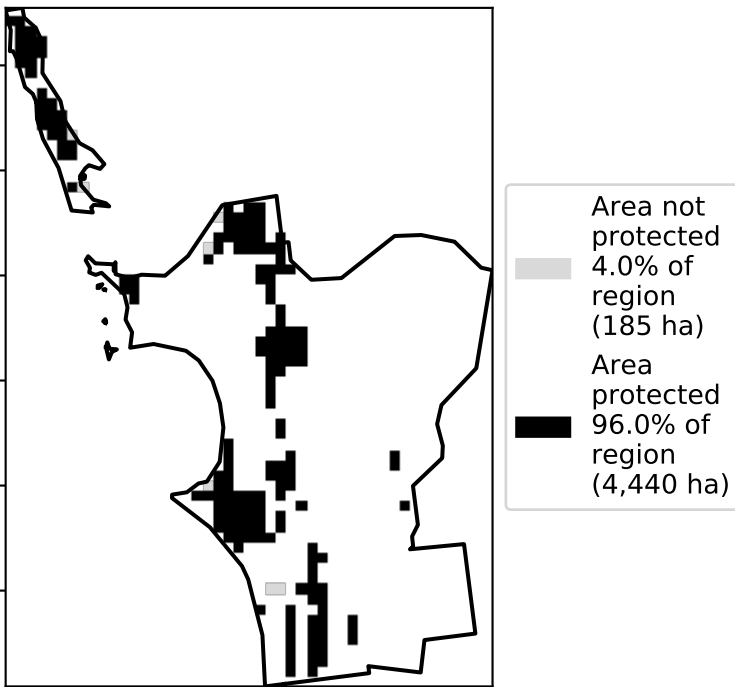 Area not
protected
4.0% of
region
(185 ha)
Area
protected
96.0% of
region
(4,440 ha)